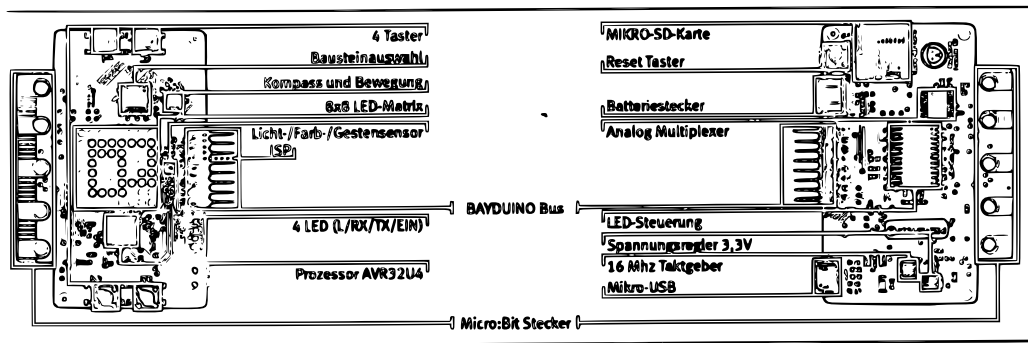 4 Taster
Bausteinauswahl
Kompass und Bewegung
8x8 LED-Matrix
Licht-/Farb-/Gestensensor
ISP
4 LED (L/RX/TX/EIN)
Prozessor AVR32U4
MIKRO-SD-Karte
Reset Taster
Batteriestecker
Analog Multiplexer
LED-Steuerung
Spannungsregler 3,3V
16 Mhz Taktgeber
Mikro-USB
BAYDUINO Bus
Micro:Bit Stecker